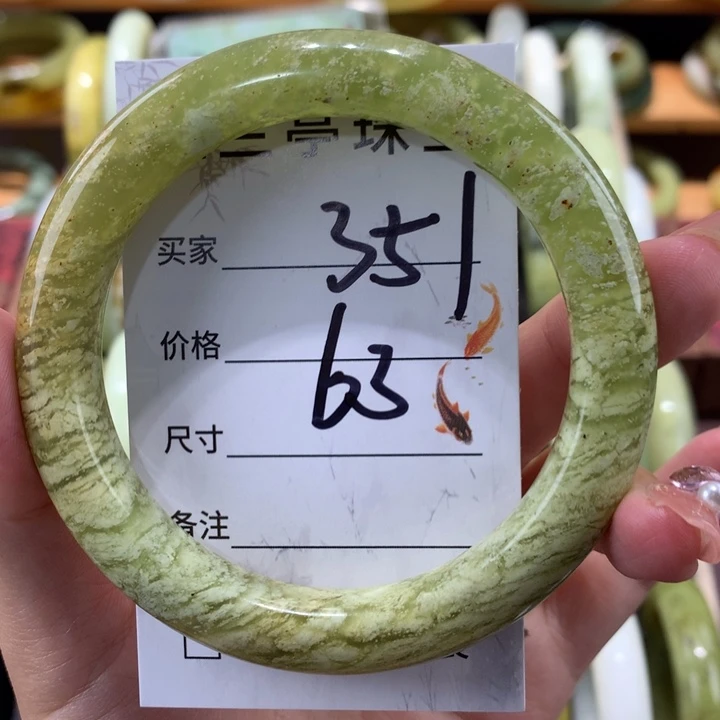 买家 351
价格 63
尺寸
备注